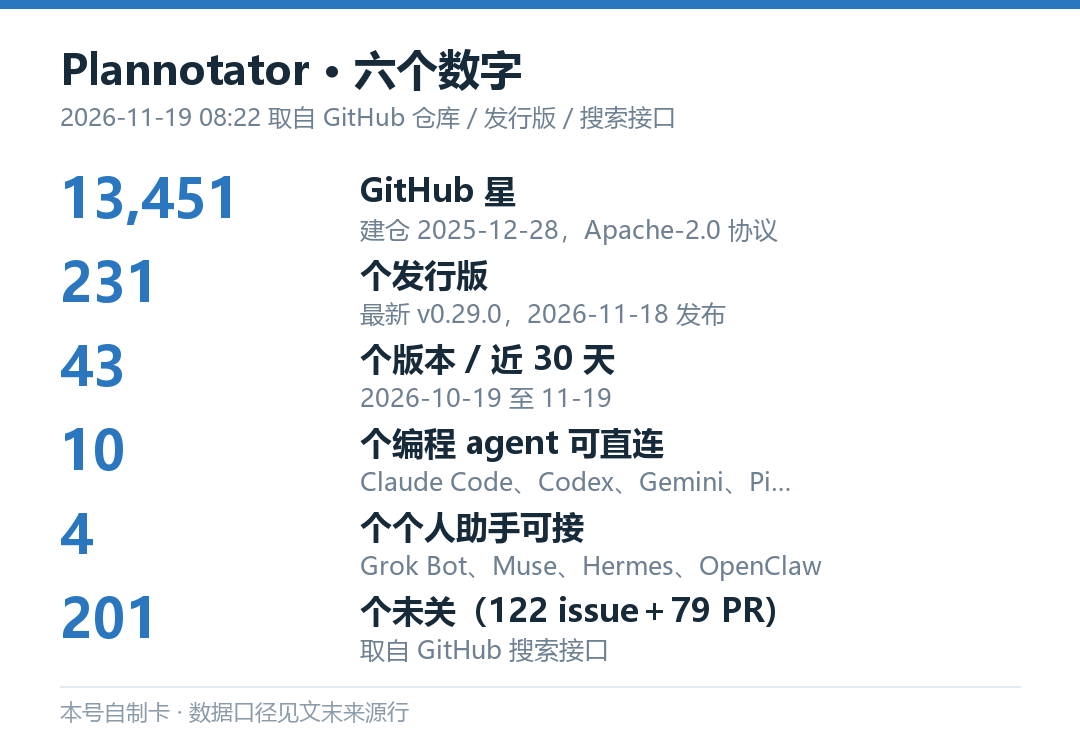 Plannotator • 六个数字
2026-11-19 08:22 取自 GitHub 仓库 / 发行版 / 搜索接口
13,451
GitHub 星
建仓 2025-12-28，Apache-2.0 协议
231
个发行版
最新 v0.29.0，2026-11-18 发布
43
个版本 / 近 30 天
2026-10-19 至 11-19
10
个编程 agent 可直连
Claude Code、Codex、Gemini、Pi…
4
个个人助手可接
Grok Bot、Muse、Hermes、OpenClaw
201
个未关（122 issue＋79 PR）
取自 GitHub 搜索接口
本号自制卡 · 数据口径见文末来源行